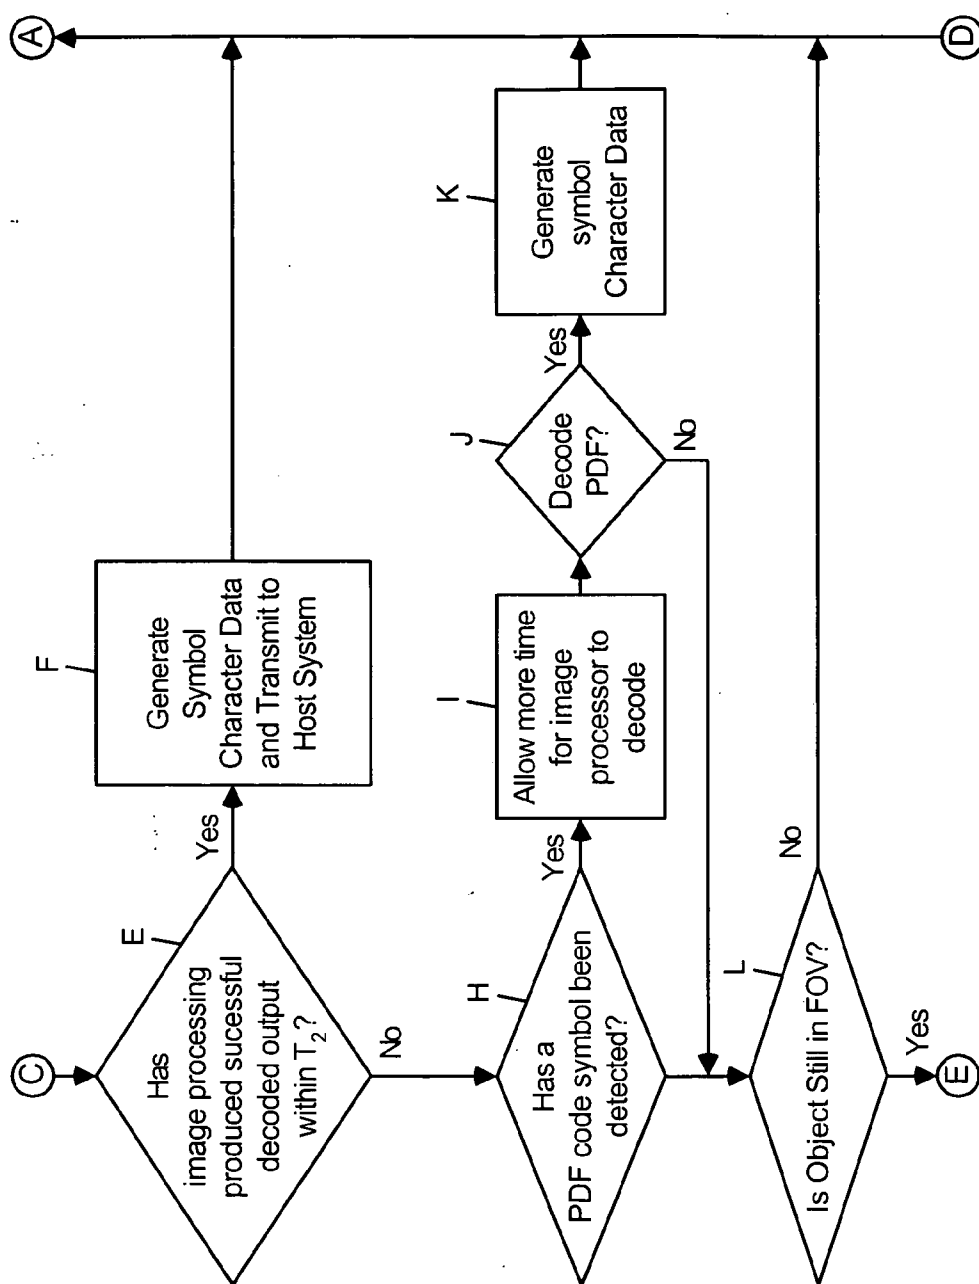 C
E
Has
image processing
produced sucessful
decoded output
within T₂?
Yes
No
F
Generate
Symbol
Character Data
and Transmit to
Host System
A
H
Has a
PDF code symbol been
detected?
Yes
I
Allow more time
for image
processor to
decode
J
Decode
PDF?
Yes
No
K
Generate
symbol
Character Data
L
Is Object Still in FOV?
No
Yes
E
D